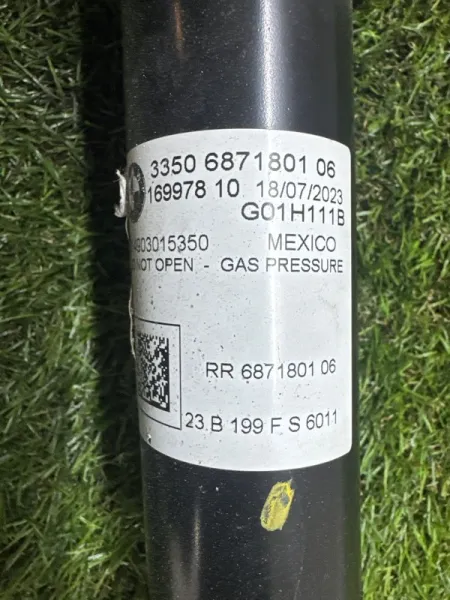 3350 6871801 06
169978 10 18/07/2023
G01H111B
4903015350 MEXICO
NOT OPEN - GAS PRESSURE
RR 6871801 06
23 B 199 F S 6011